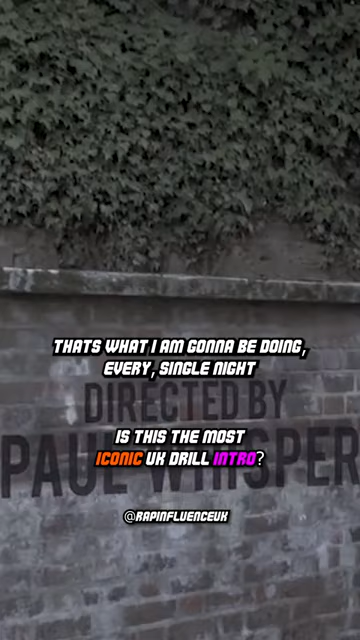 THATS WHAT I AM GONNA BE DOING,
EVERY, SINGLE NIGHT
DIRECTED BY
IS THIS THE MOST
ICONIC UK DRILL INTRO?
PAUL WHISPER
@RAPINFLUENCEUK